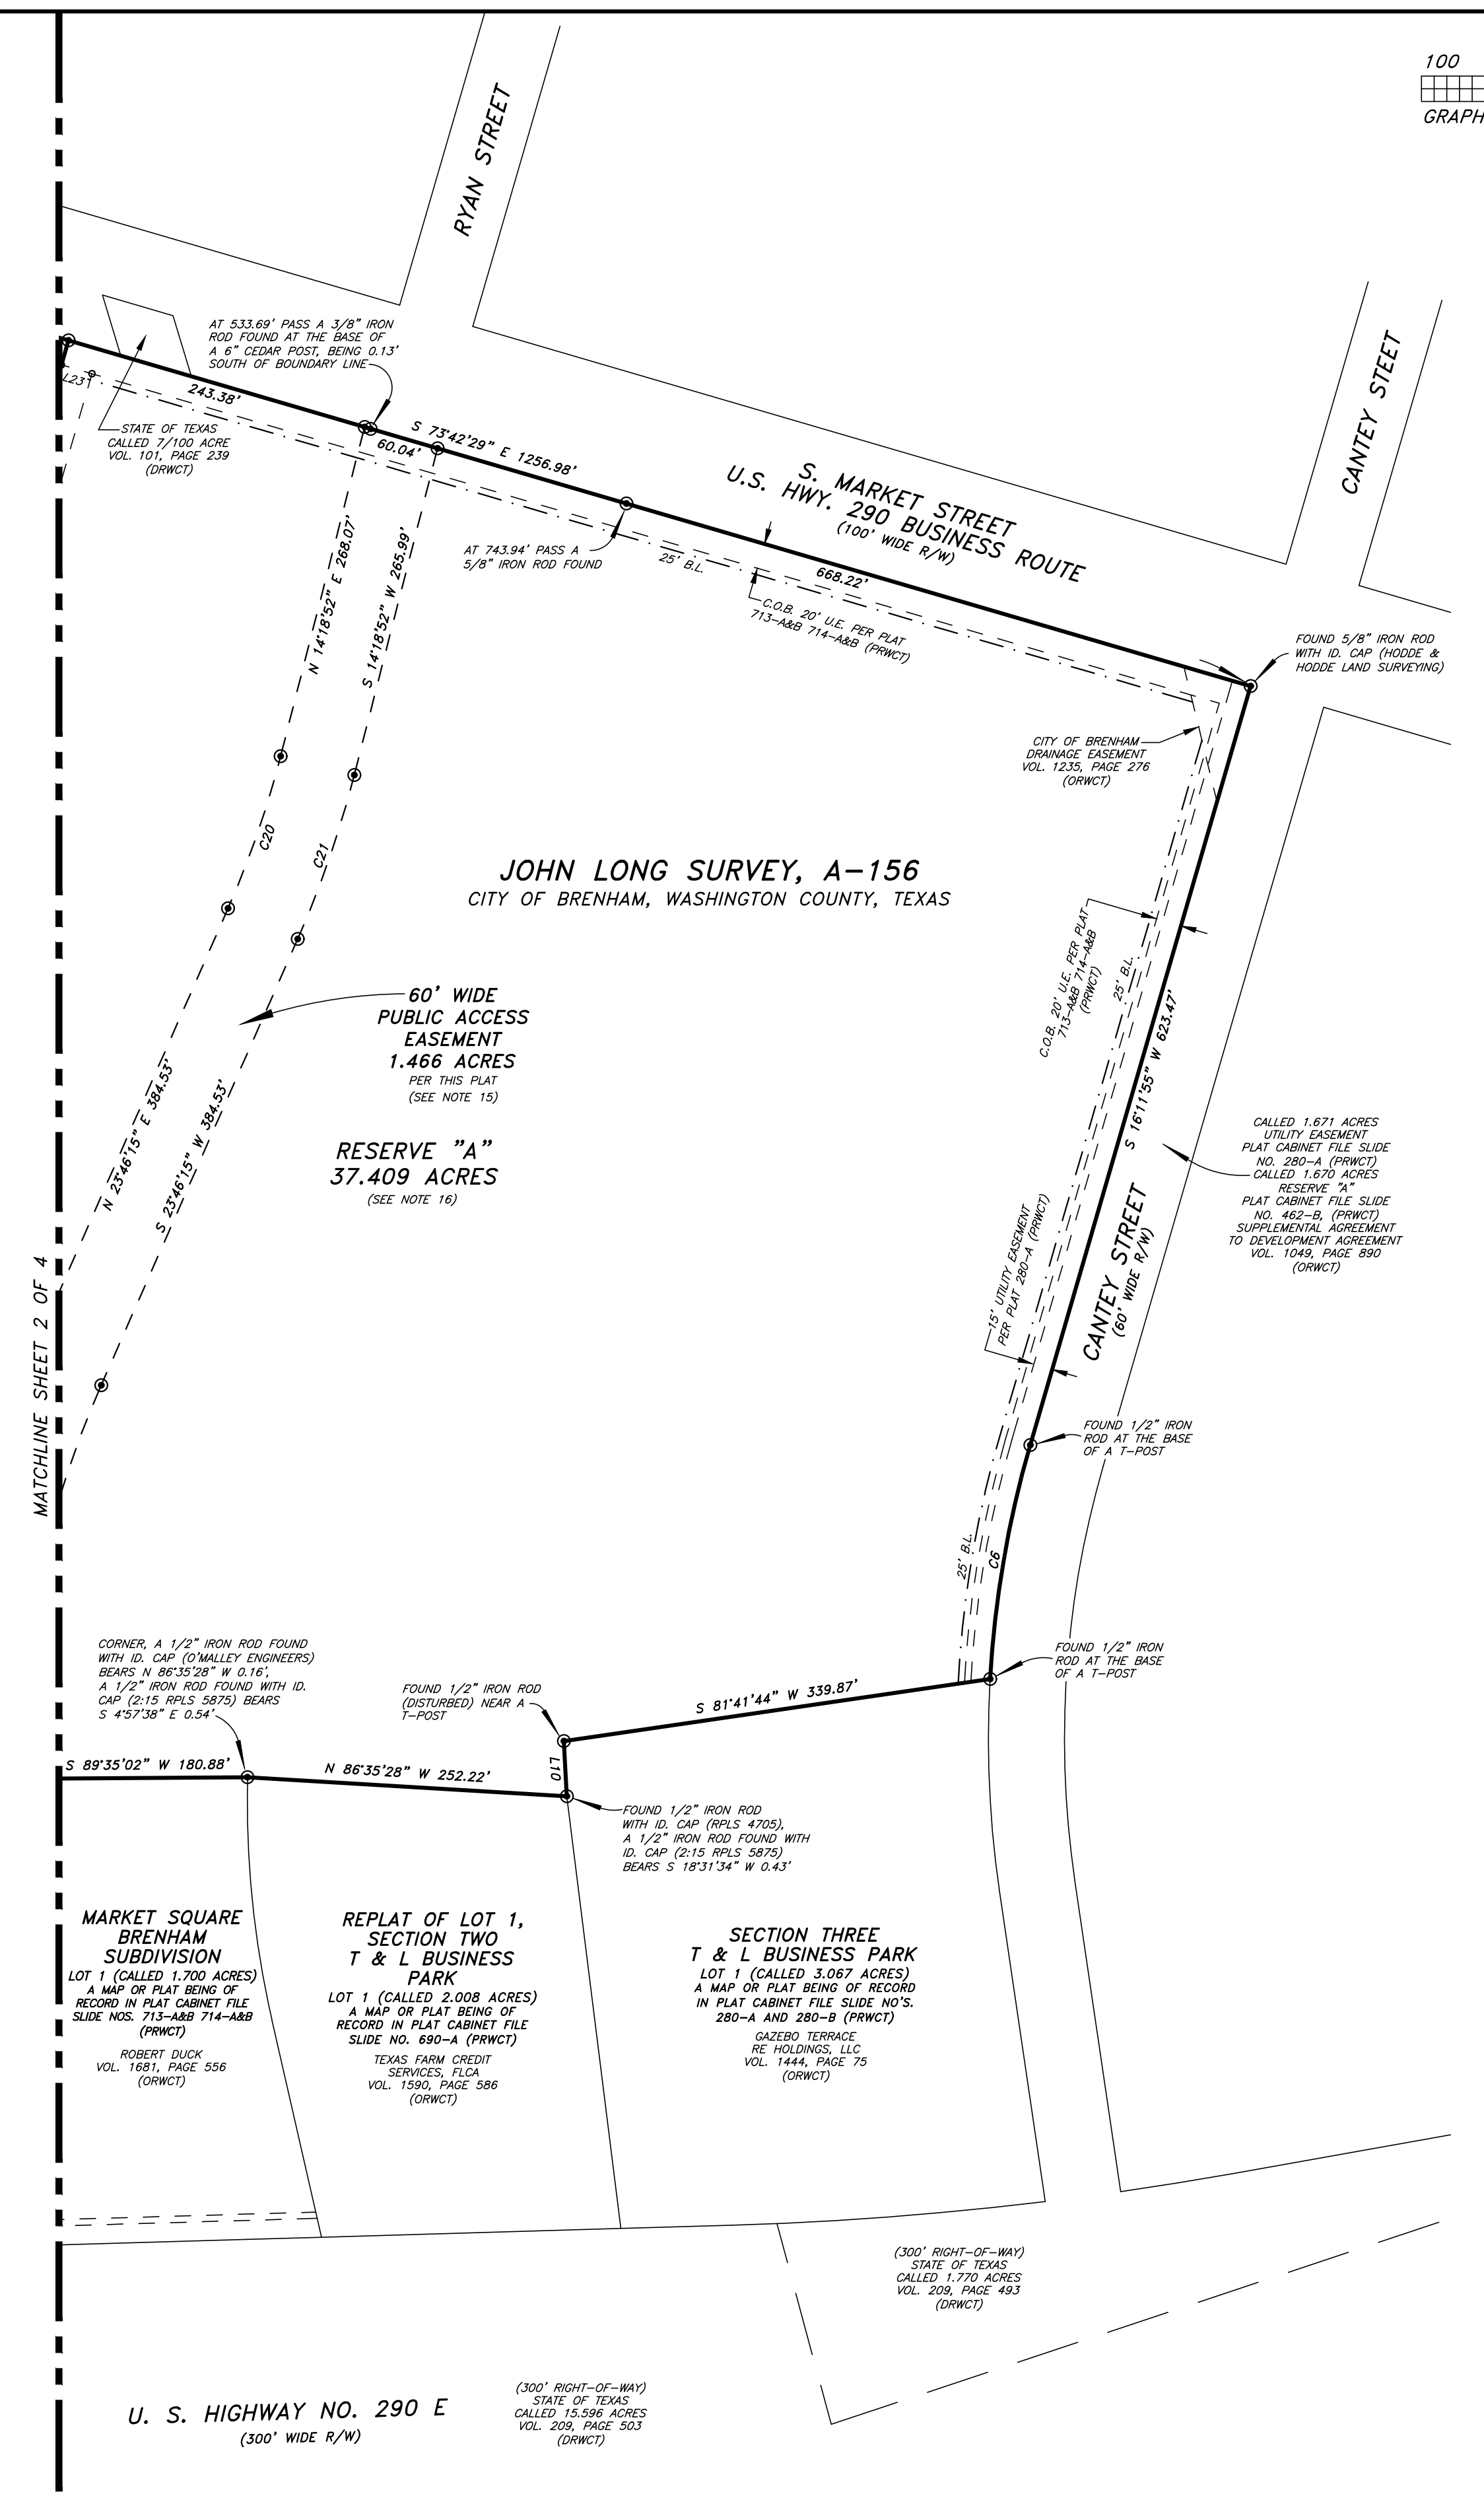 100
GRAPH
RYAN STREET
CANTEY STEET
AT 533.69' PASS A 3/8" IRON
ROD FOUND AT THE BASE OF
A 6" CEDAR POST, BEING 0.13'
SOUTH OF BOUNDARY LINE
L23
243.38'
60.04'
S 73°42'29" E 1256.98'
STATE OF TEXAS
CALLED 7/100 ACRE
VOL. 101, PAGE 239
(DRWCT)
S. MARKET STREET
U.S. HWY. 290 BUSINESS ROUTE
(100' WIDE R/W)
AT 743.94' PASS A
5/8" IRON ROD FOUND
25' B.L.
668.22'
C.O.B. 20' U.E. PER PLAT
713-A&B 714-A&B (PRWCT)
FOUND 5/8" IRON ROD
WITH ID. CAP (HODDE &
HODDE LAND SURVEYING)
N 14°18'52" E 268.07'
S 14°18'52" W 265.99'
CITY OF BRENHAM
DRAINAGE EASEMENT
VOL. 1235, PAGE 276
(ORWCT)
C20
C21
JOHN LONG SURVEY, A-156
CITY OF BRENHAM, WASHINGTON COUNTY, TEXAS
60' WIDE
PUBLIC ACCESS
EASEMENT
1.466 ACRES
PER THIS PLAT
(SEE NOTE 15)
C.O.B. 20' U.E. PER PLAT
713-A&B 714-A&B
(PRWCT)
25' B.L.
S 16°11'55" W 623.47'
N 23°46'15" E 384.53'
S 23°46'15" W 384.53'
RESERVE "A"
37.409 ACRES
(SEE NOTE 16)
CALLED 1.671 ACRES
UTILITY EASEMENT
PLAT CABINET FILE SLIDE
NO. 280-A (PRWCT)
CALLED 1.670 ACRES
RESERVE "A"
PLAT CABINET FILE SLIDE
NO. 462-B, (PRWCT)
SUPPLEMENTAL AGREEMENT
TO DEVELOPMENT AGREEMENT
VOL. 1049, PAGE 890
(ORWCT)
15' UTILITY EASEMENT
PER PLAT 280-A (PRWCT)
CANTEY STREET
(60' WIDE R/W)
MATCHLINE SHEET 2 OF 4
FOUND 1/2" IRON
ROD AT THE BASE
OF A T-POST
25' B.L.
C6
CORNER, A 1/2" IRON ROD FOUND
WITH ID. CAP (O'MALLEY ENGINEERS)
BEARS N 86°35'28" W 0.16',
A 1/2" IRON ROD FOUND WITH ID.
CAP (2:15 RPLS 5875) BEARS
S 4°57'38" E 0.54'
FOUND 1/2" IRON ROD
(DISTURBED) NEAR A
T-POST
S 81°41'44" W 339.87'
FOUND 1/2" IRON
ROD AT THE BASE
OF A T-POST
S 89°35'02" W 180.88'
N 86°35'28" W 252.22'
L10
FOUND 1/2" IRON ROD
WITH ID. CAP (RPLS 4705),
A 1/2" IRON ROD FOUND WITH
ID. CAP (2:15 RPLS 5875)
BEARS S 18°31'34" W 0.43'
MARKET SQUARE
BRENHAM
SUBDIVISION
LOT 1 (CALLED 1.700 ACRES)
A MAP OR PLAT BEING OF
RECORD IN PLAT CABINET FILE
SLIDE NOS. 713-A&B 714-A&B
(PRWCT)
ROBERT DUCK
VOL. 1681, PAGE 556
(ORWCT)
REPLAT OF LOT 1,
SECTION TWO
T & L BUSINESS
PARK
LOT 1 (CALLED 2.008 ACRES)
A MAP OR PLAT BEING OF
RECORD IN PLAT CABINET FILE
SLIDE NO. 690-A (PRWCT)
TEXAS FARM CREDIT
SERVICES, FLCA
VOL. 1590, PAGE 586
(ORWCT)
SECTION THREE
T & L BUSINESS PARK
LOT 1 (CALLED 3.067 ACRES)
A MAP OR PLAT BEING OF RECORD
IN PLAT CABINET FILE SLIDE NO'S.
280-A AND 280-B (PRWCT)
GAZEBO TERRACE
RE HOLDINGS, LLC
VOL. 1444, PAGE 75
(ORWCT)
(300' RIGHT-OF-WAY)
STATE OF TEXAS
CALLED 1.770 ACRES
VOL. 209, PAGE 493
(DRWCT)
U. S. HIGHWAY NO. 290 E
(300' WIDE R/W)
(300' RIGHT-OF-WAY)
STATE OF TEXAS
CALLED 15.596 ACRES
VOL. 209, PAGE 503
(DRWCT)